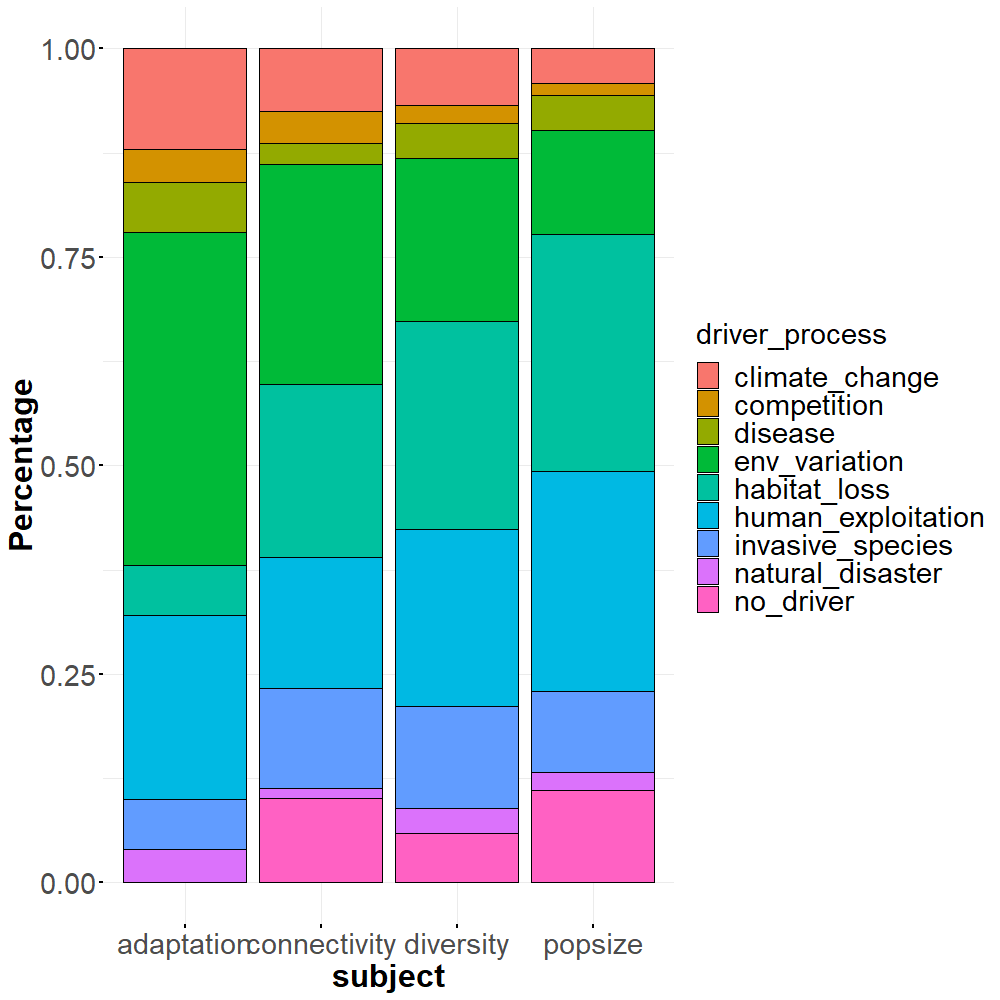 1.00
0.75
0.50
0.25
0.00
Percentage
adaptation connectivity diversity popsize
subject
driver_process
climate_change
competition
disease
env_variation
habitat_loss
human_exploitation
invasive_species
natural_disaster
no_driver